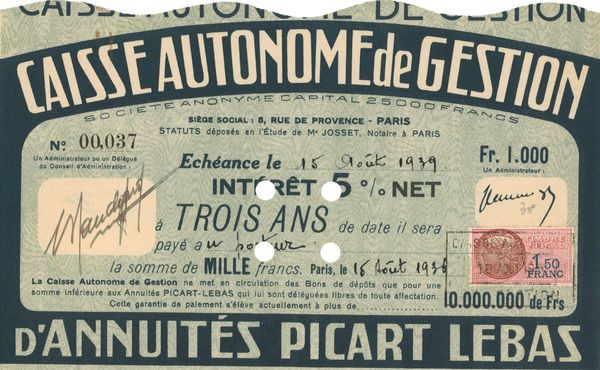 CAISSE AUTONOME DE GESTION
CAISSE AUTONOME de GESTION
SOCIETE ANONYME CAPITAL 25000 FRANCS
SIÈGE SOCIAL : 8, RUE DE PROVENCE - PARIS
STATUTS déposés en l'Étude de Me JOSSET, Notaire à PARIS
No 00,037
Un Administrateur ou un Délégué
du Conseil d'Administration :
Echéance le 15 Août 1939
Fr. 1.000
Un Administrateur :
INTÉRÊT 5 % NET
à TROIS ANS de date il sera
payé au porteur
la somme de MILLE francs. Paris, le 16 Août 1936
TIMBRE
FISCAL
1,50
FRANC
La Caisse Autonome de Gestion ne met en circulation des Bons de dépôts que pour une
somme inférieure aux Annuités PICART-LEBAS qui lui sont déléguées libres de toute affectation.
Cette garantie de paiement s'élève actuellement à plus de
10.000.000 de Frs
D'ANNUITÉS PICART LEBAS